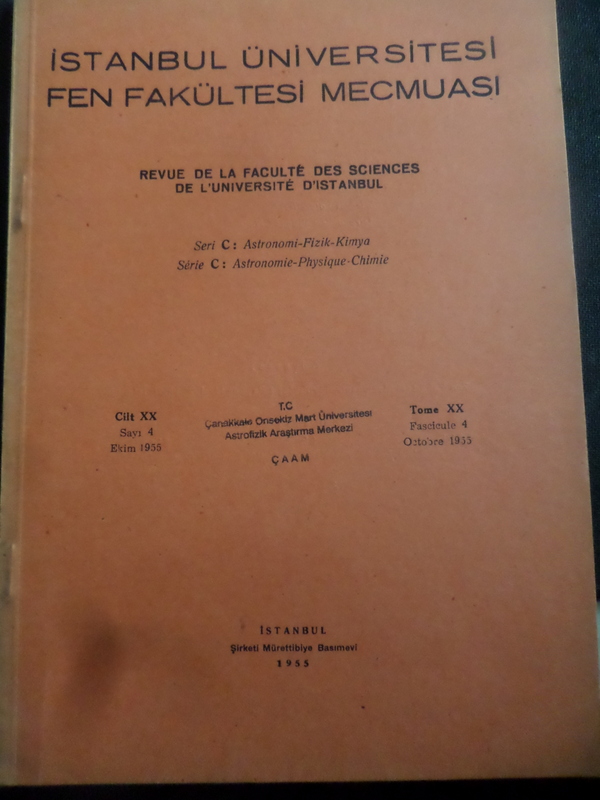 İSTANBUL ÜNİVERSİTESİ
FEN FAKÜLTESİ MECMUASI
REVUE DE LA FACULTÉ DES SCIENCES
DE L'UNIVERSITÉ D'ISTANBUL
Seri C: Astronomi-Fizik-Kimya
Série C: Astronomie-Physique-Chimie
Cilt XX
Sayı 4
Ekim 1955
T.C
Çanakkale Onsekiz Mart Üniversitesi
Astrofizik Araştırma Merkezi
ÇAAM
Tome XX
Fascicule 4
Octobre 1955
İSTANBUL
Şirketi Mürettibiye Basımevi
1955